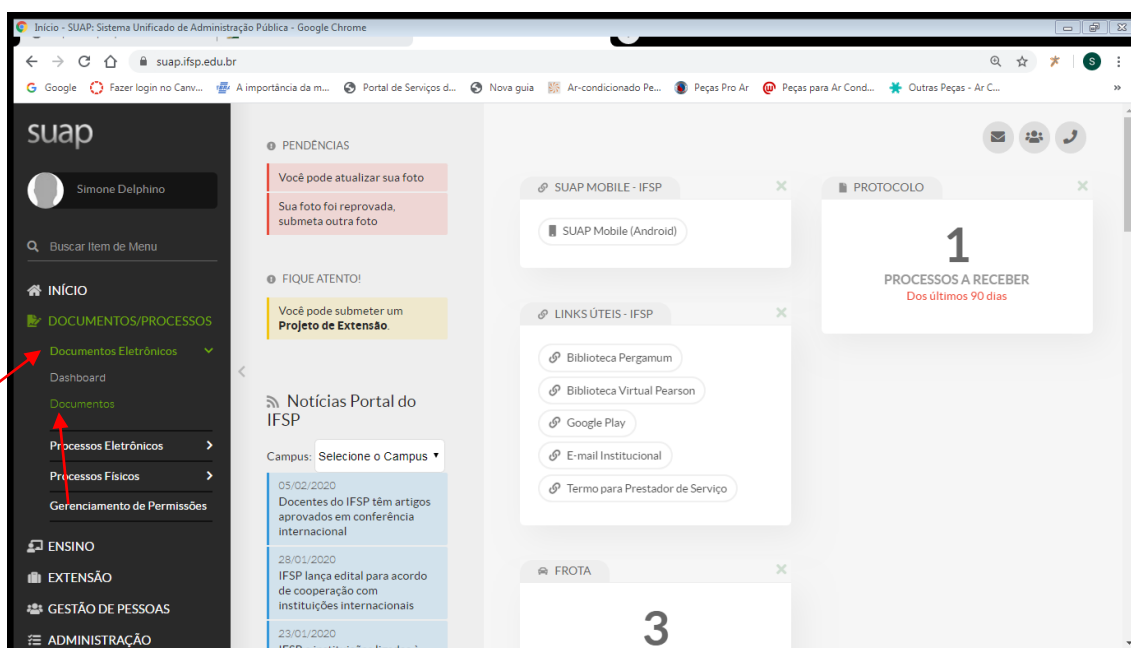 Início - SUAP: Sistema Unificado de Administração Pública - Google Chrome
suap.ifsp.edu.br
S
Google
Fazer login no Canv...
A importância da m...
Portal de Serviços d...
Nova guia
Ar-condicionado Pe...
Peças Pro Ar
Peças para Ar Cond...
Outras Peças - Ar C...
»
suap
Simone Delphino
Buscar Item de Menu
INÍCIO
DOCUMENTOS/PROCESSOS
Documentos Eletrônicos
Dashboard
Documentos
Processos Eletrônicos
Processos Físicos
Gerenciamento de Permissões
ENSINO
EXTENSÃO
GESTÃO DE PESSOAS
ADMINISTRAÇÃO
PENDÊNCIAS
Você pode atualizar sua foto
Sua foto foi reprovada,
submeta outra foto
FIQUE ATENTO!
Você pode submeter um
Projeto de Extensão.
Notícias Portal do
IFSP
Campus: Selecione o Campus
05/02/2020
Docentes do IFSP têm artigos
aprovados em conferência
internacional
28/01/2020
IFSP lança edital para acordo
de cooperação com
instituições internacionais
23/01/2020
SUAP MOBILE - IFSP
SUAP Mobile (Android)
LINKS ÚTEIS - IFSP
Biblioteca Pergamum
Biblioteca Virtual Pearson
Google Play
E-mail Institucional
Termo para Prestador de Serviço
FROTA
3
PROTOCOLO
1
PROCESSOS A RECEBER
Dos últimos 90 dias